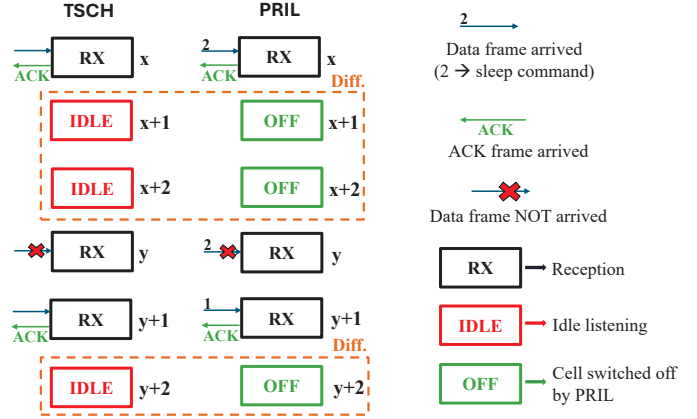 TSCH PRIL
RX x 2 RX x
ACK ACK
Diff.
IDLE x+1 OFF x+1
IDLE x+2 OFF x+2
RX y 2 RX y
RX y+1 1 RX y+1
ACK ACK
Diff.
IDLE y+2 OFF y+2
2
Data frame arrived
(2 → sleep command)
ACK
ACK frame arrived
Data frame NOT arrived
RX Reception
IDLE Idle listening
OFF Cell switched off
by PRIL